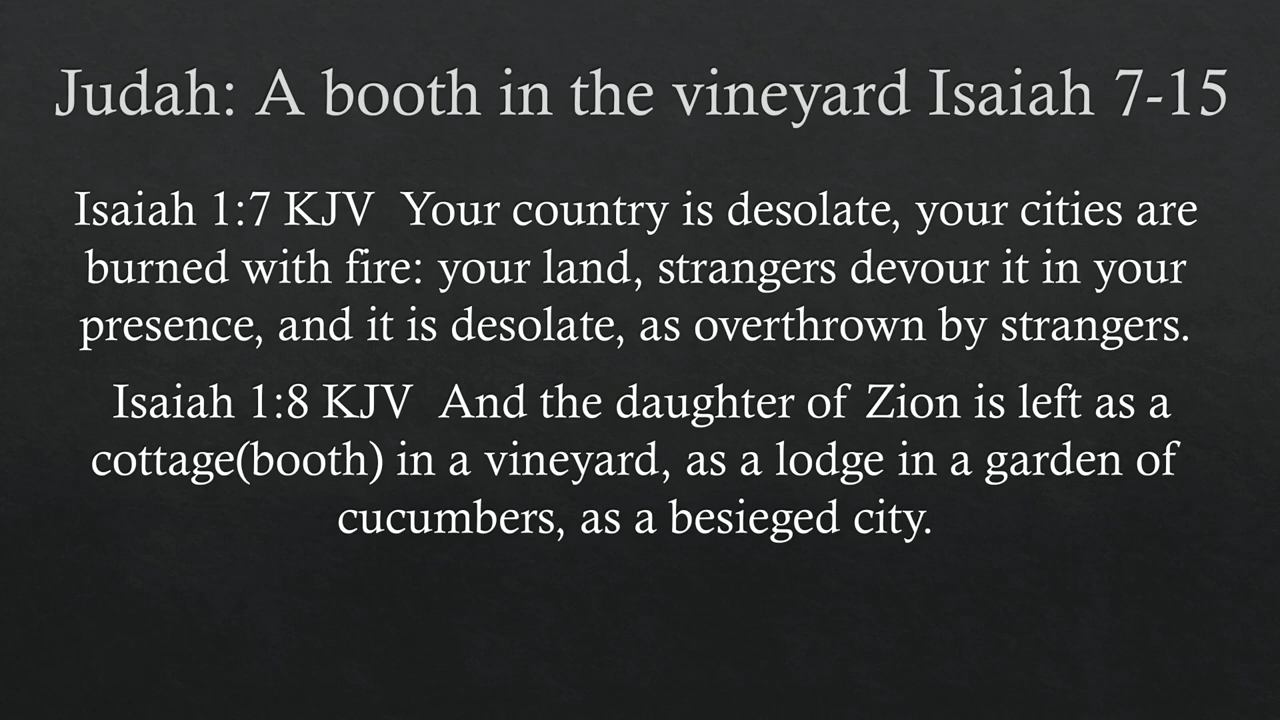 Judah: A booth in the vineyard Isaiah 7-15
Isaiah 1:7 KJV  Your country is desolate, your cities are
burned with fire: your land, strangers devour it in your
presence, and it is desolate, as overthrown by strangers.
Isaiah 1:8 KJV  And the daughter of Zion is left as a
cottage(booth) in a vineyard, as a lodge in a garden of
cucumbers, as a besieged city.